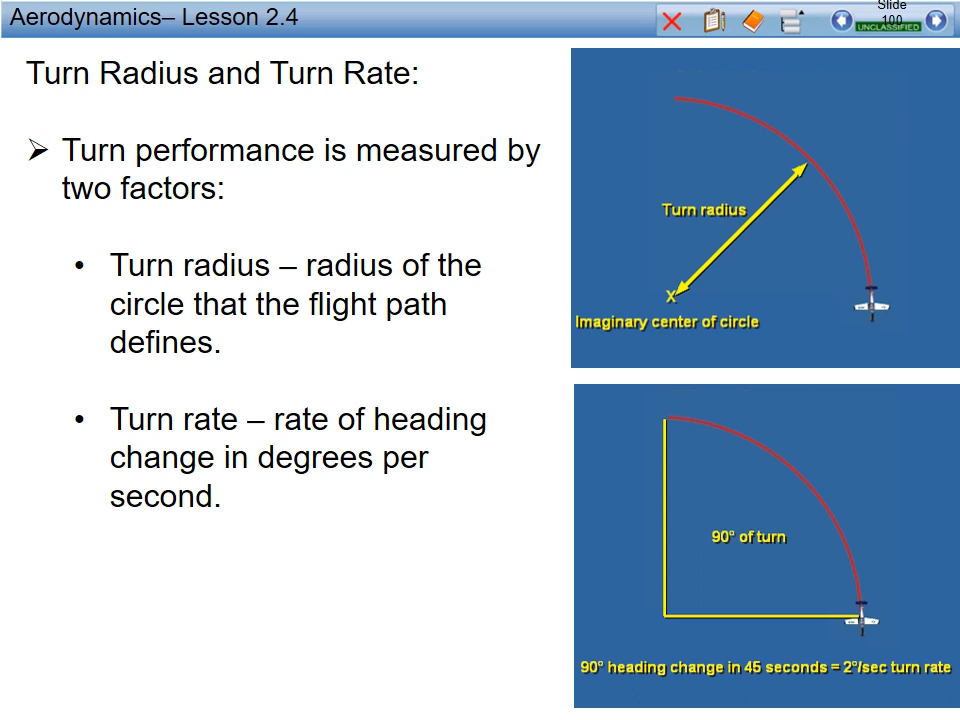 Aerodynamics– Lesson 2.4
Slide
100
UNCLASSIFIED
Turn Radius and Turn Rate:
➢ Turn performance is measured by
two factors:
• Turn radius – radius of the
circle that the flight path
defines.
• Turn rate – rate of heading
change in degrees per
second.
Turn radius
X
Imaginary center of circle
90° of turn
90° heading change in 45 seconds = 2°/sec turn rate